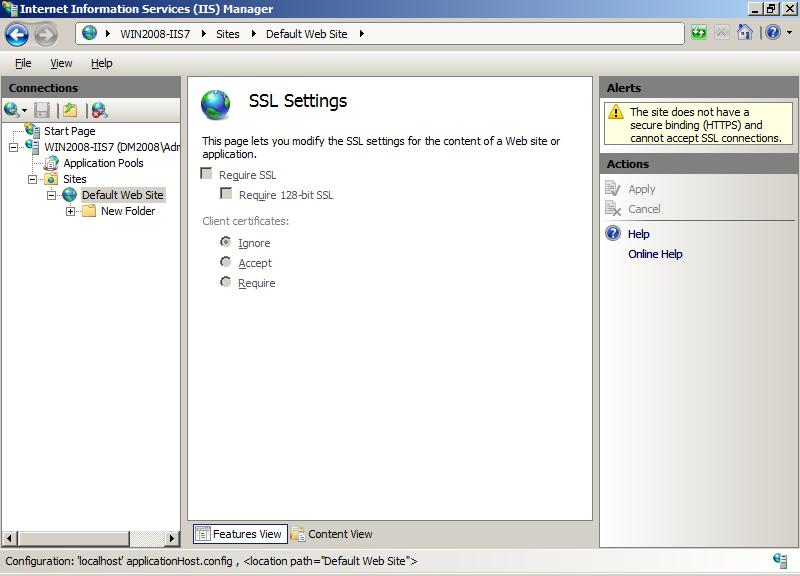 Internet Information Services (IIS) Manager
WIN2008-IIS7
Sites
Default Web Site
File View Help
Connections
Start Page
WIN2008-IIS7 (DM2008\Adm
Application Pools
Sites
Default Web Site
New Folder
SSL Settings
This page lets you modify the SSL settings for the content of a Web site or
application.
Require SSL
Require 128-bit SSL
Client certificates:
Ignore
Accept
Require
Features View
Content View
Alerts
The site does not have a
secure binding (HTTPS) and
cannot accept SSL connections.
Actions
Apply
Cancel
Help
Online Help
Configuration: 'localhost' applicationHost.config , <location path="Default Web Site">